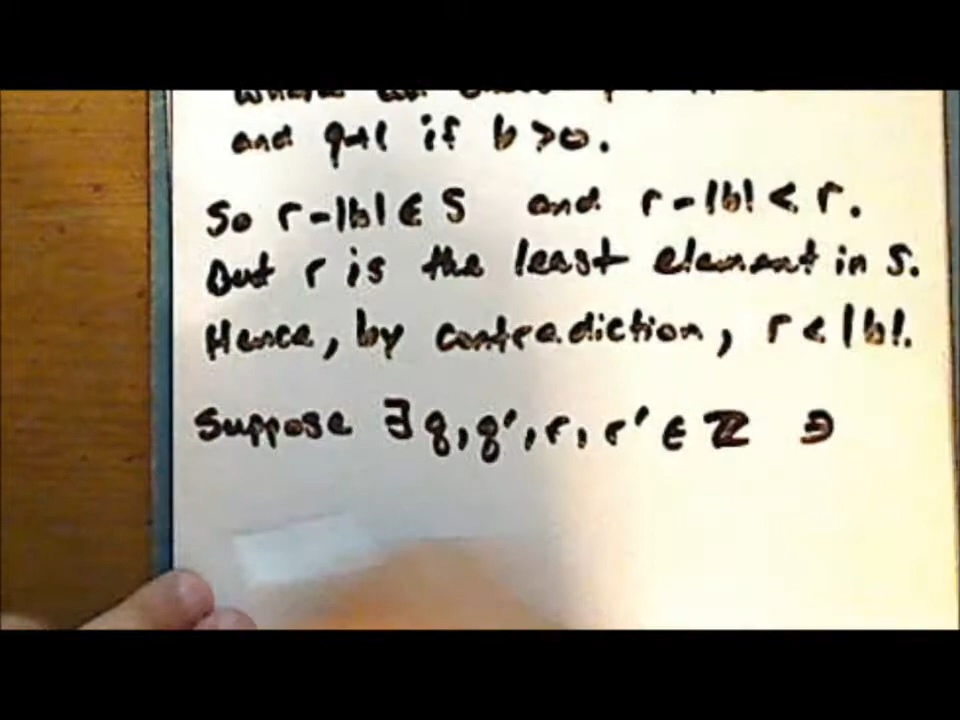 and q+1 if b>0.
So r-|b| ∈ S and r-|b| < r.
But r is the least element in S.
Hence, by contradiction, r < |b|.
Suppose ∃ q, q', r, r' ∈ ℤ ∋